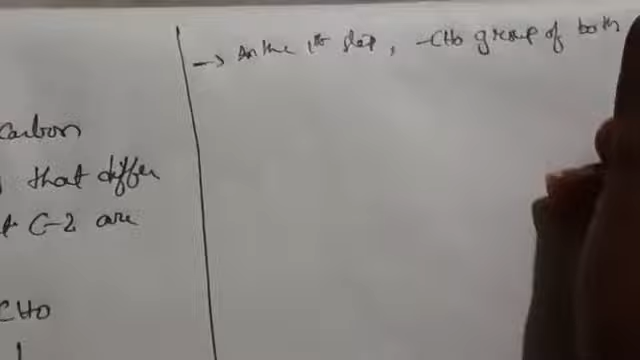 → In the 1st step, -CHO group of both
carbon
that differ
t C-2 are
CHO